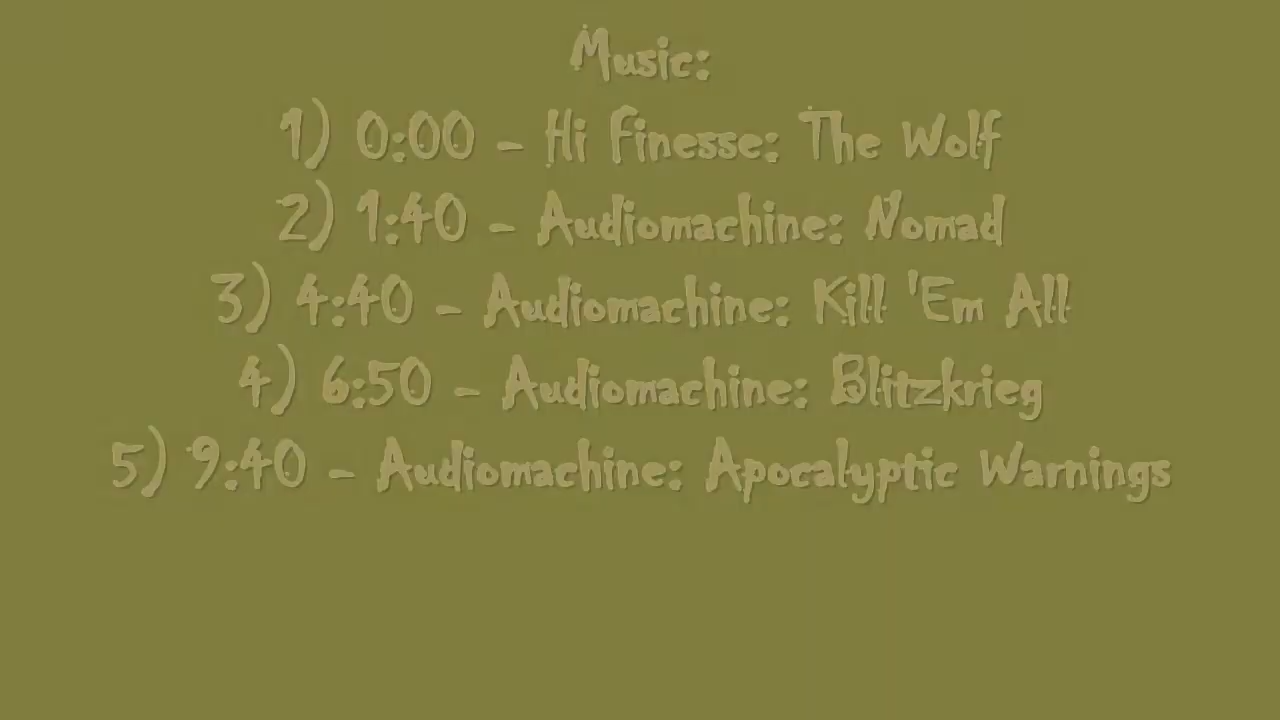 Music:
1) 0:00 - Hi Finesse: The Wolf
2) 1:40 - Audiomachine: Nomad
3) 4:40 - Audiomachine: Kill 'Em All
4) 6:50 - Audiomachine: Blitzkrieg
5) 9:40 - Audiomachine: Apocalyptic Warnings